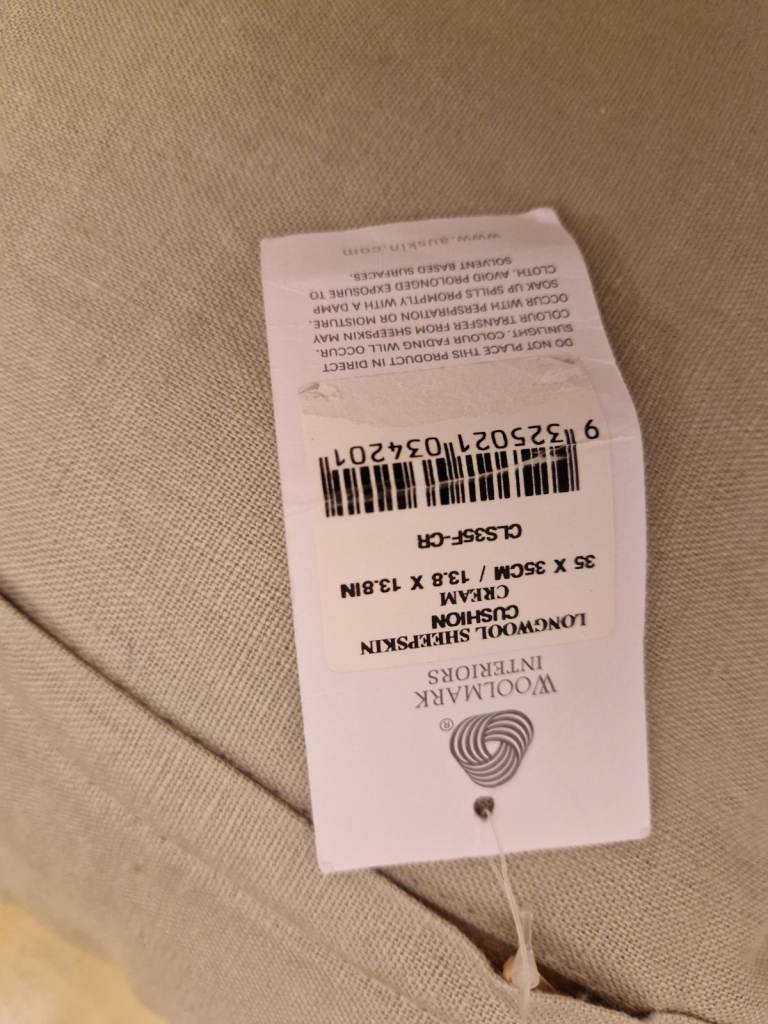 ®
WOOLMARK
INTERIORS
LONGWOOL SHEEPSKIN
CUSHION
CREAM
35 X 35CM / 13.8 X 13.8IN
CLS35F-CR
9 325021 034201
DO NOT PLACE THIS PRODUCT IN DIRECT
SUNLIGHT. COLOUR FADING WILL OCCUR.
COLOUR TRANSFER FROM SHEEPSKIN MAY
OCCUR WITH PERSPIRATION OR MOISTURE.
SOAK UP SPILLS PROMPTLY WITH A DAMP
CLOTH. AVOID PROLONGED EXPOSURE TO
SOLVENT BASED SURFACES.
www.auskin.com